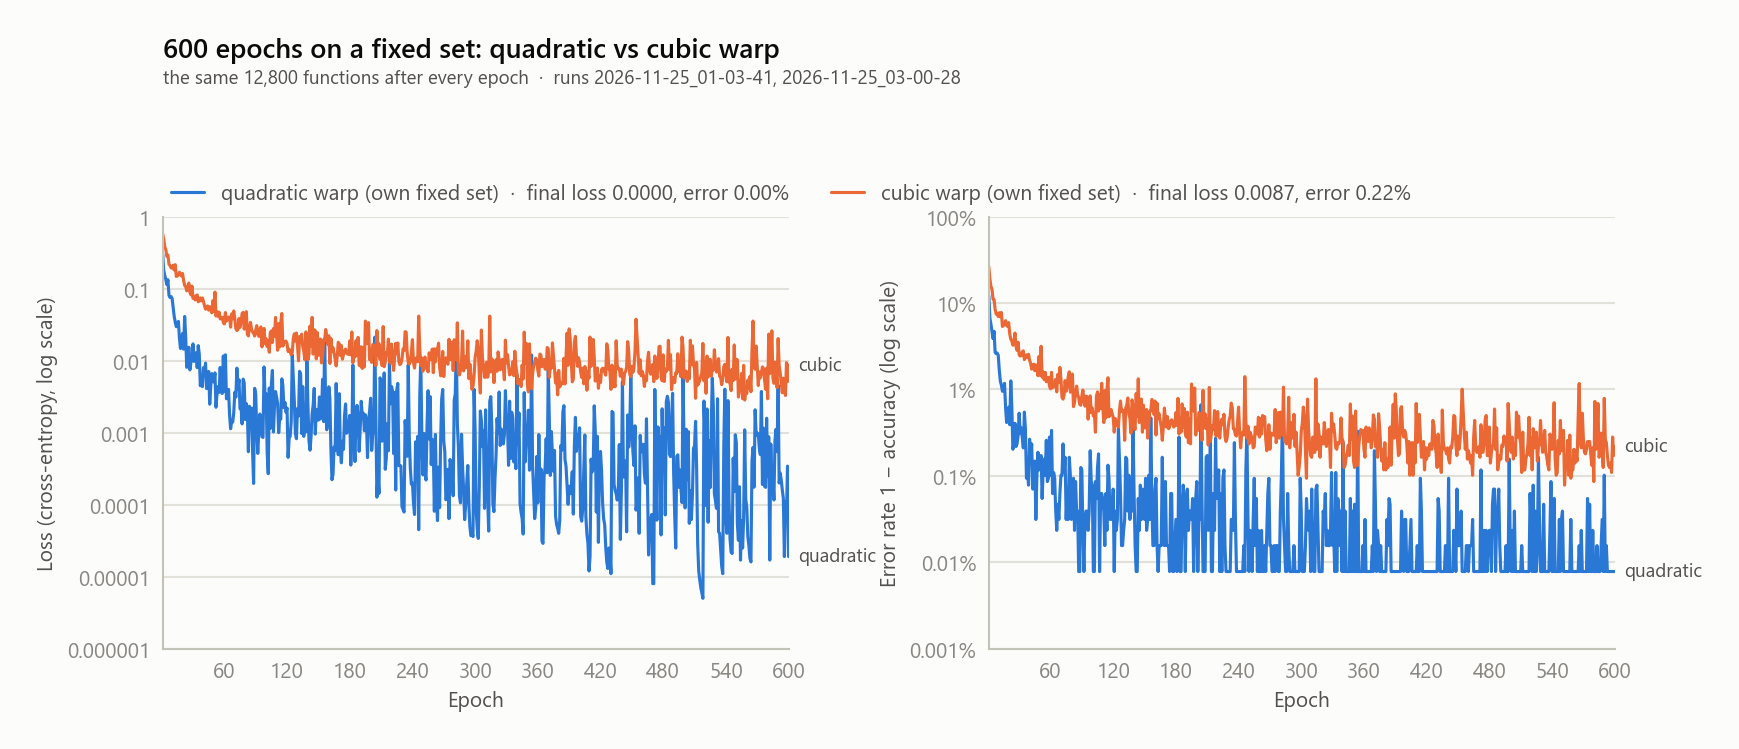 600 epochs on a fixed set: quadratic vs cubic warp
the same 12,800 functions after every epoch · runs 2026-11-25_01-03-41, 2026-11-25_03-00-28
quadratic warp (own fixed set) · final loss 0.0000, error 0.00%
cubic warp (own fixed set) · final loss 0.0087, error 0.22%
Loss (cross-entropy, log scale)
1
0.1
0.01
0.001
0.0001
0.00001
0.000001
cubic
quadratic
60 120 180 240 300 360 420 480 540 600
Epoch
Error rate 1 − accuracy (log scale)
100%
10%
1%
0.1%
0.01%
0.001%
cubic
quadratic
60 120 180 240 300 360 420 480 540 600
Epoch